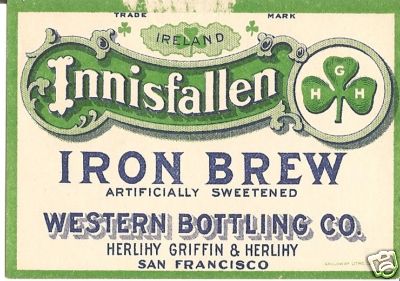 TRADE MARK
IRELAND
Innisfallen
G
H H
IRON BREW
ARTIFICIALLY SWEETENED
WESTERN BOTTLING CO.
HERLIHY GRIFFIN & HERLIHY
SAN FRANCISCO